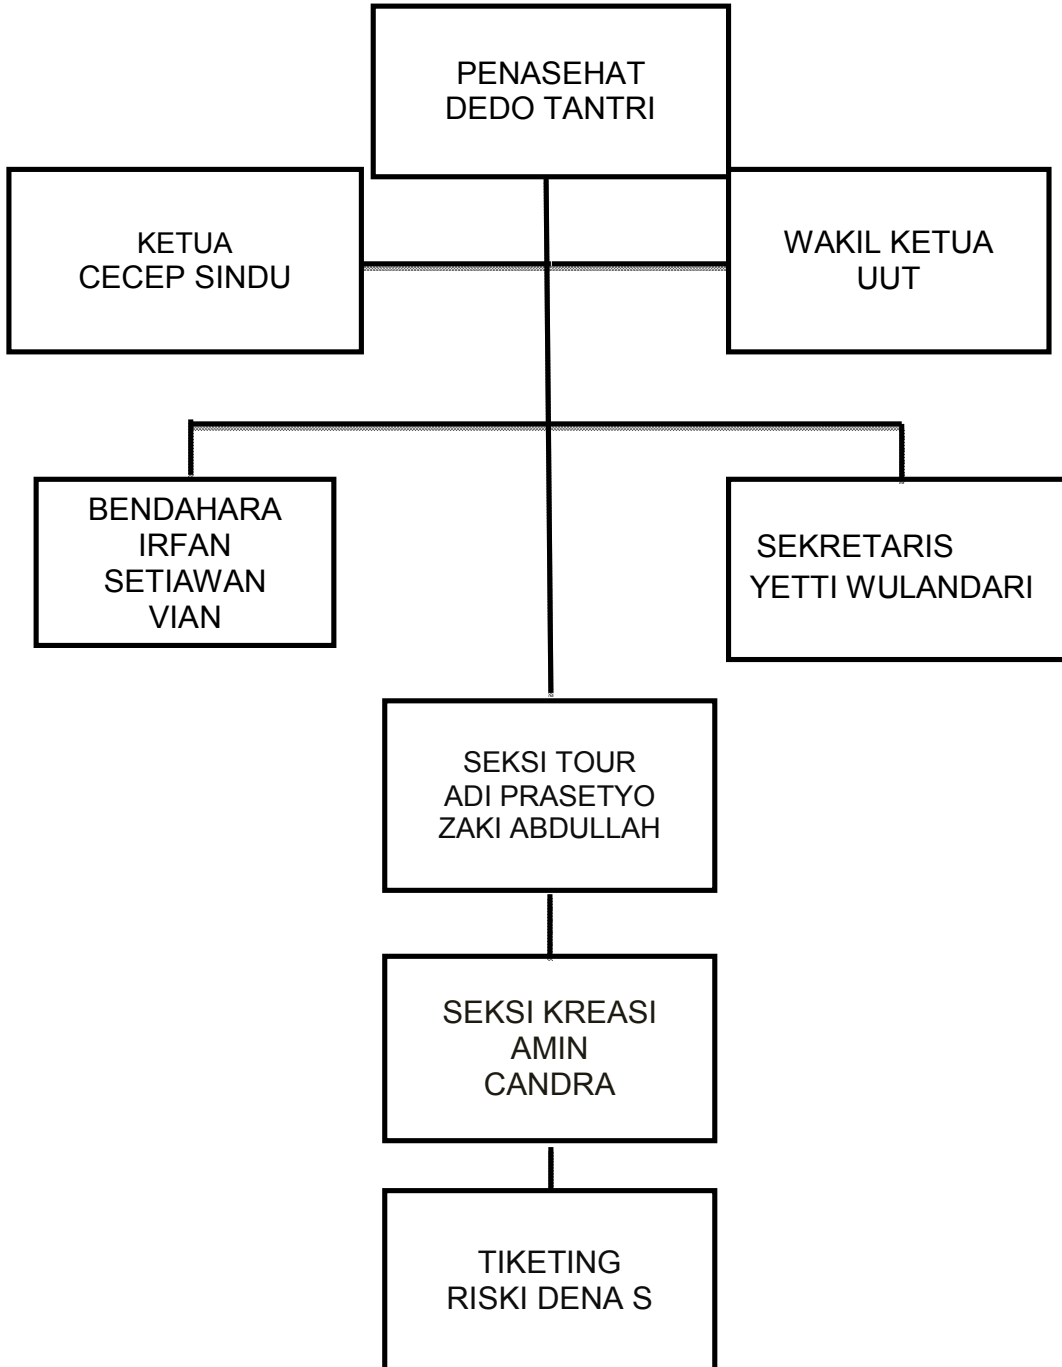 PENASEHAT
DEDO TANTRI
KETUA
CECEP SINDU
WAKIL KETUA
UUT
BENDAHARA
IRFAN
SETIAWAN
VIAN
SEKRETARIS
YETTI WULANDARI
SEKSI TOUR
ADI PRASETYO
ZAKI ABDULLAH
SEKSI KREASI
AMIN
CANDRA
TIKETING
RISKI DENA S